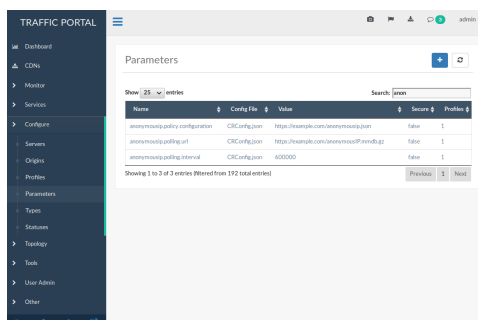 TRAFFIC PORTAL
3
admin
Dashboard
CDNs
Monitor
Services
Configure
Servers
Origins
Profiles
Parameters
Types
Statuses
Topology
Tools
User Admin
Other
Parameters
+
Show 25 entries
Search: anon
Name Config File Value Secure Profiles
anonymousip.policy.configuration CRConfig.json https://example.com/anonymousip.json false 1
anonymousip.polling.url CRConfig.json https://example.com/anonymousIP.mmdb.gz false 1
anonymousip.polling.interval CRConfig.json 600000 false 1
Showing 1 to 3 of 3 entries (filtered from 192 total entries)
Previous 1 Next